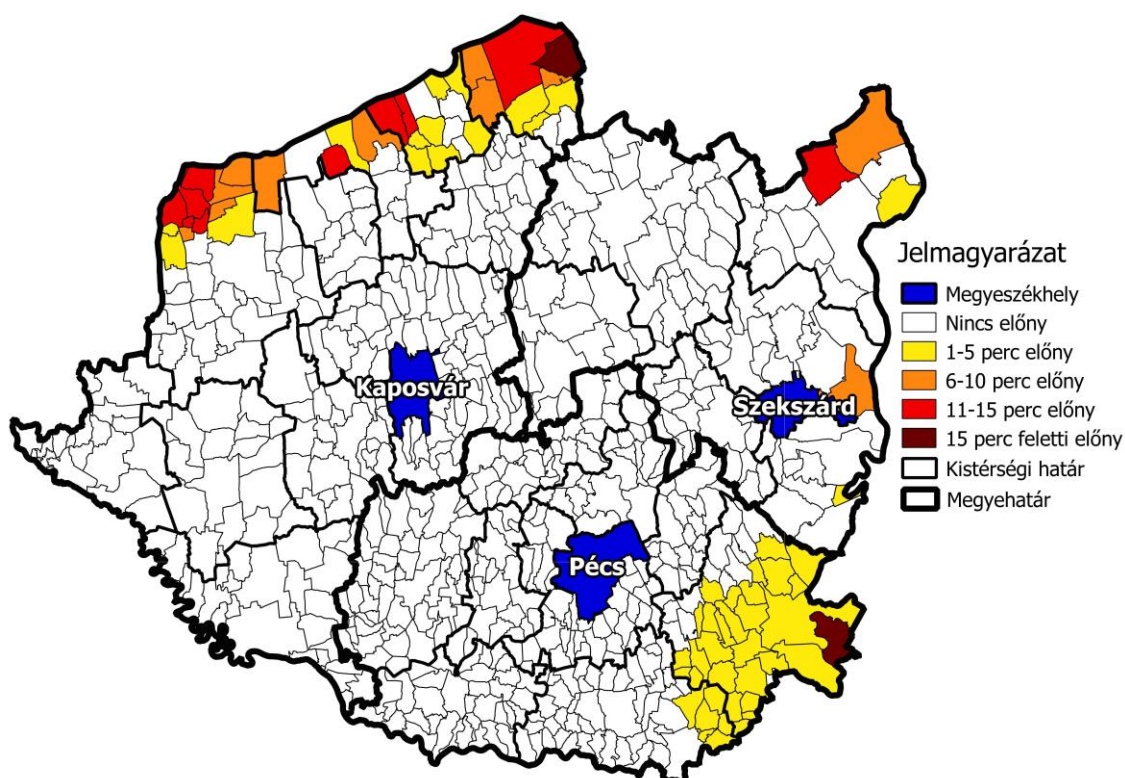 Kaposvár
Szekszárd
Pécs
Jelmagyarázat
Megyeszékhely
Nincs előny
1-5 perc előny
6-10 perc előny
11-15 perc előny
15 perc feletti előny
Kistérségi határ
Megyehatár